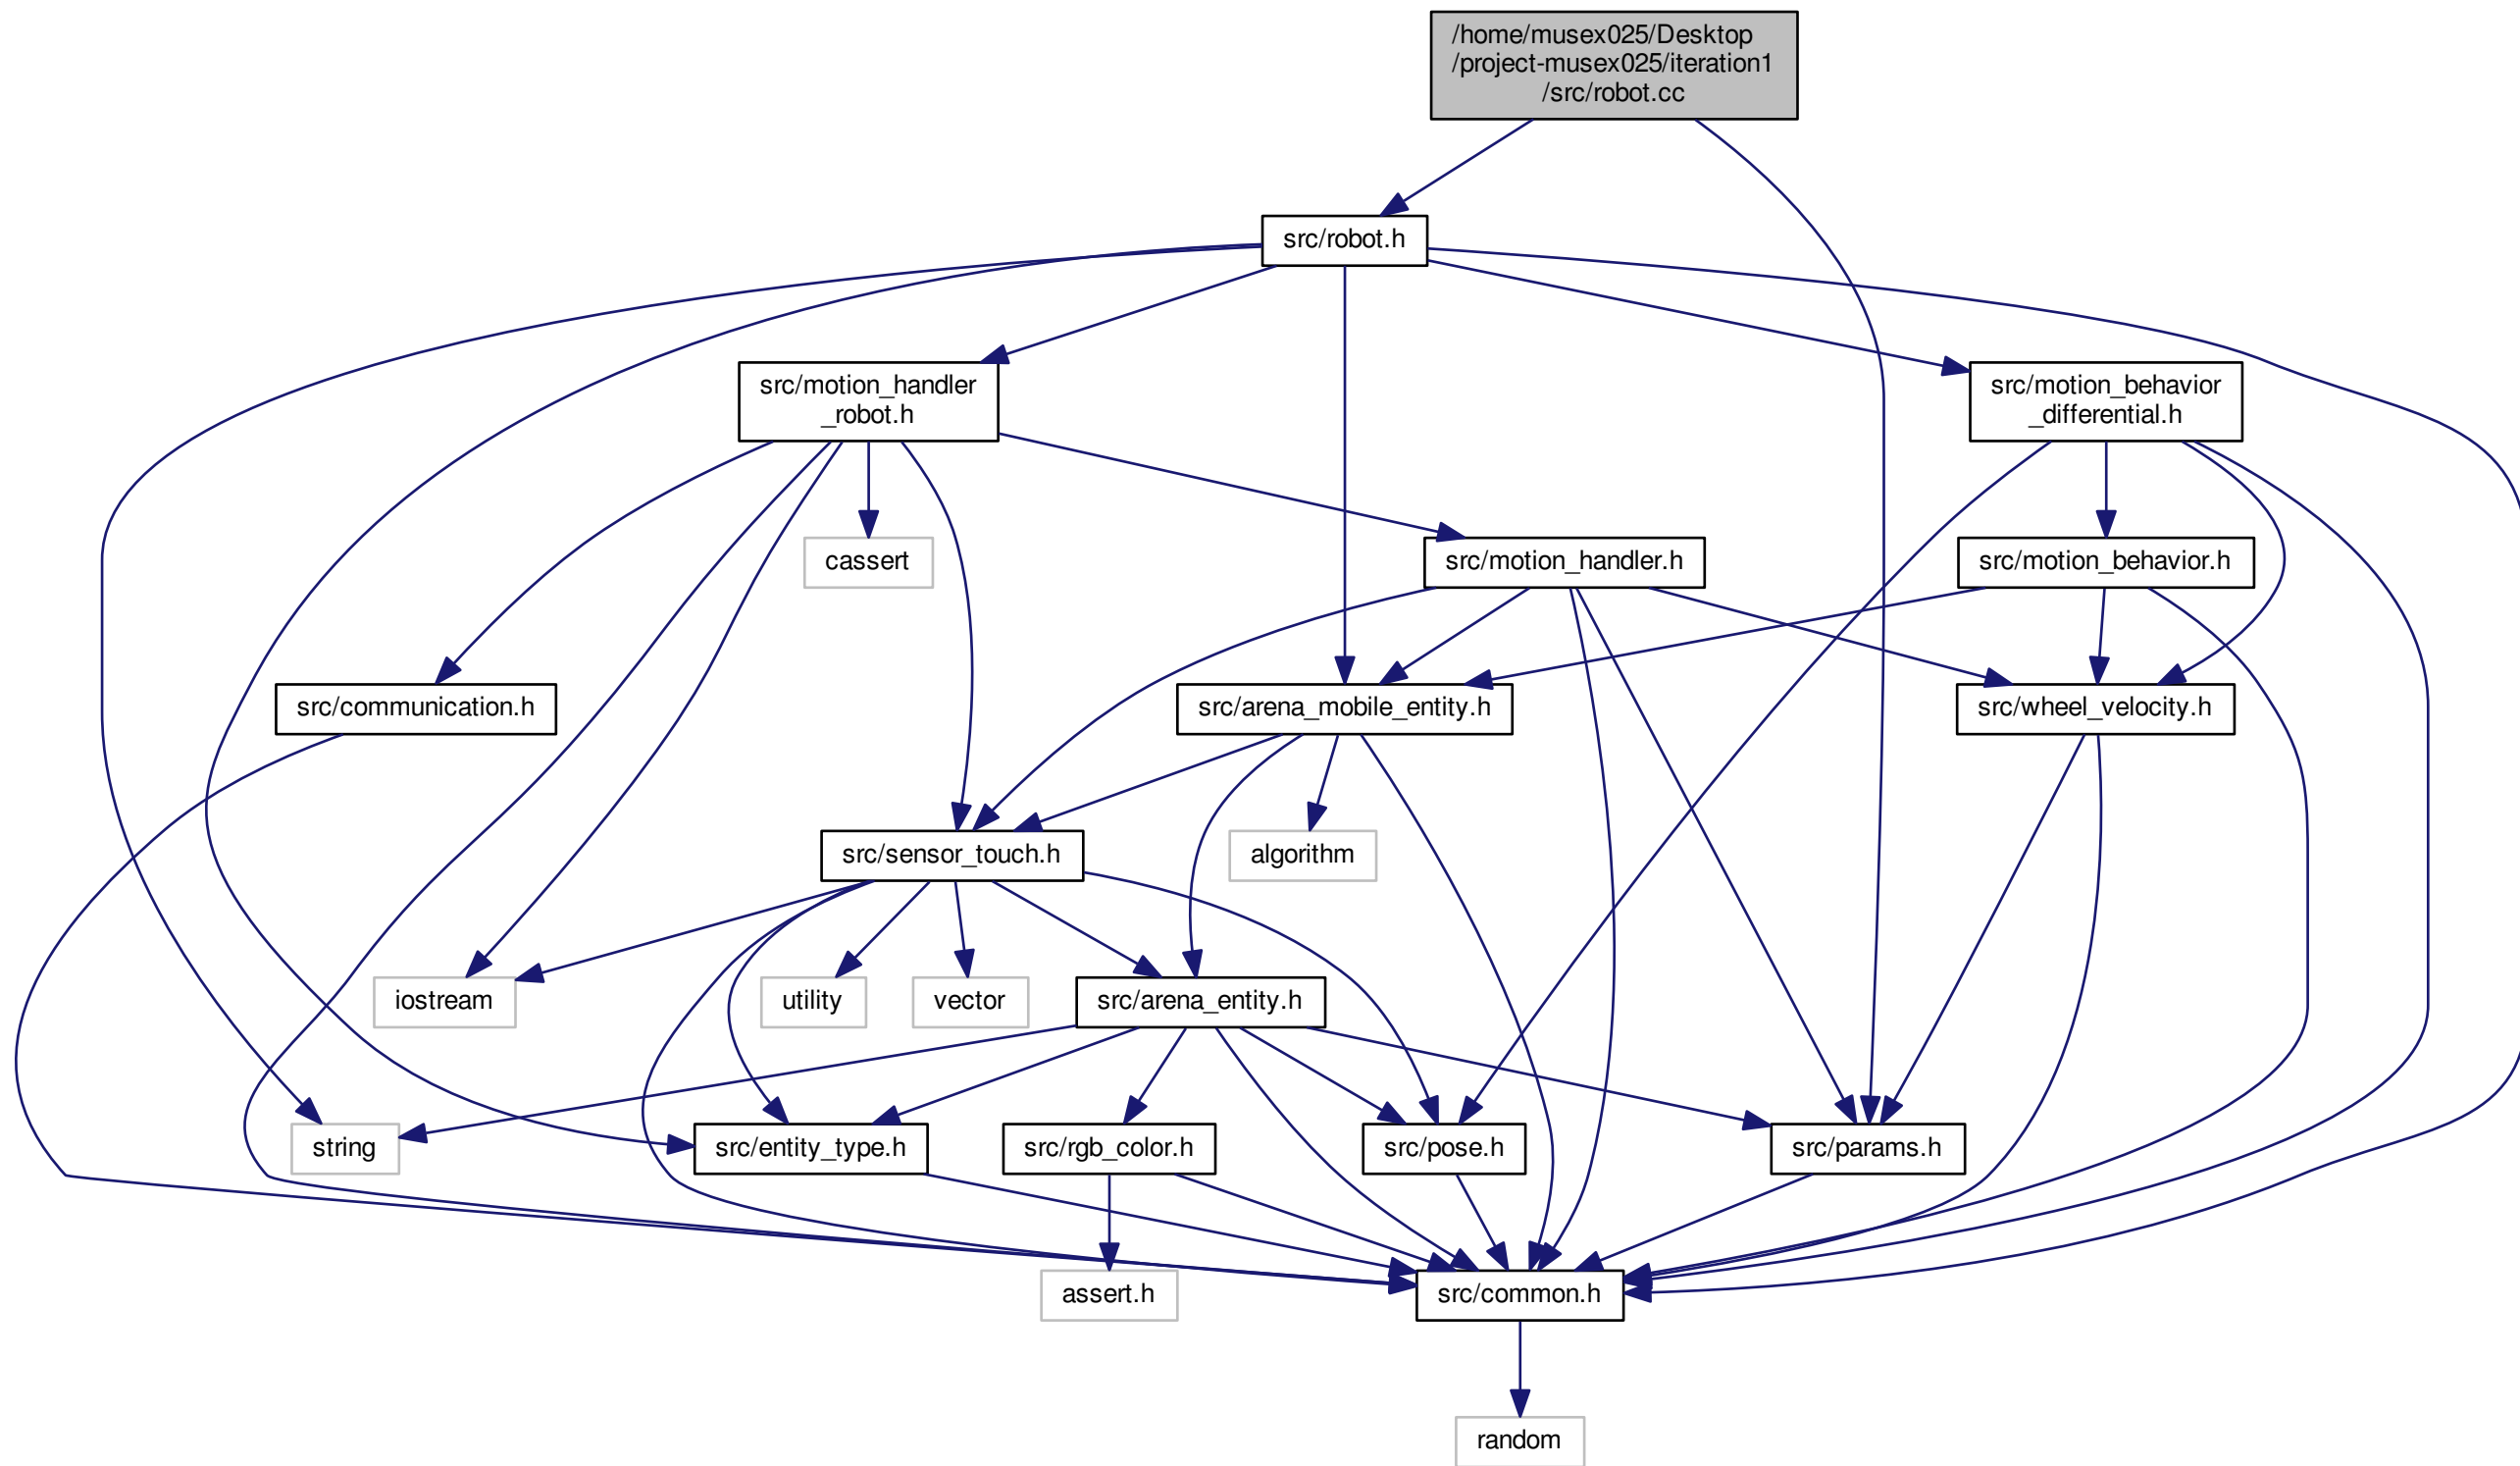 /home/musex025/Desktop
/project-musex025/iteration1
/src/robot.cc
src/robot.h
src/motion_handler
_robot.h
src/motion_behavior
_differential.h
cassert
src/motion_handler.h
src/motion_behavior.h
src/communication.h
src/arena_mobile_entity.h
src/wheel_velocity.h
src/sensor_touch.h
algorithm
iostream
utility
vector
src/arena_entity.h
string
src/entity_type.h
src/rgb_color.h
src/pose.h
src/params.h
assert.h
src/common.h
random